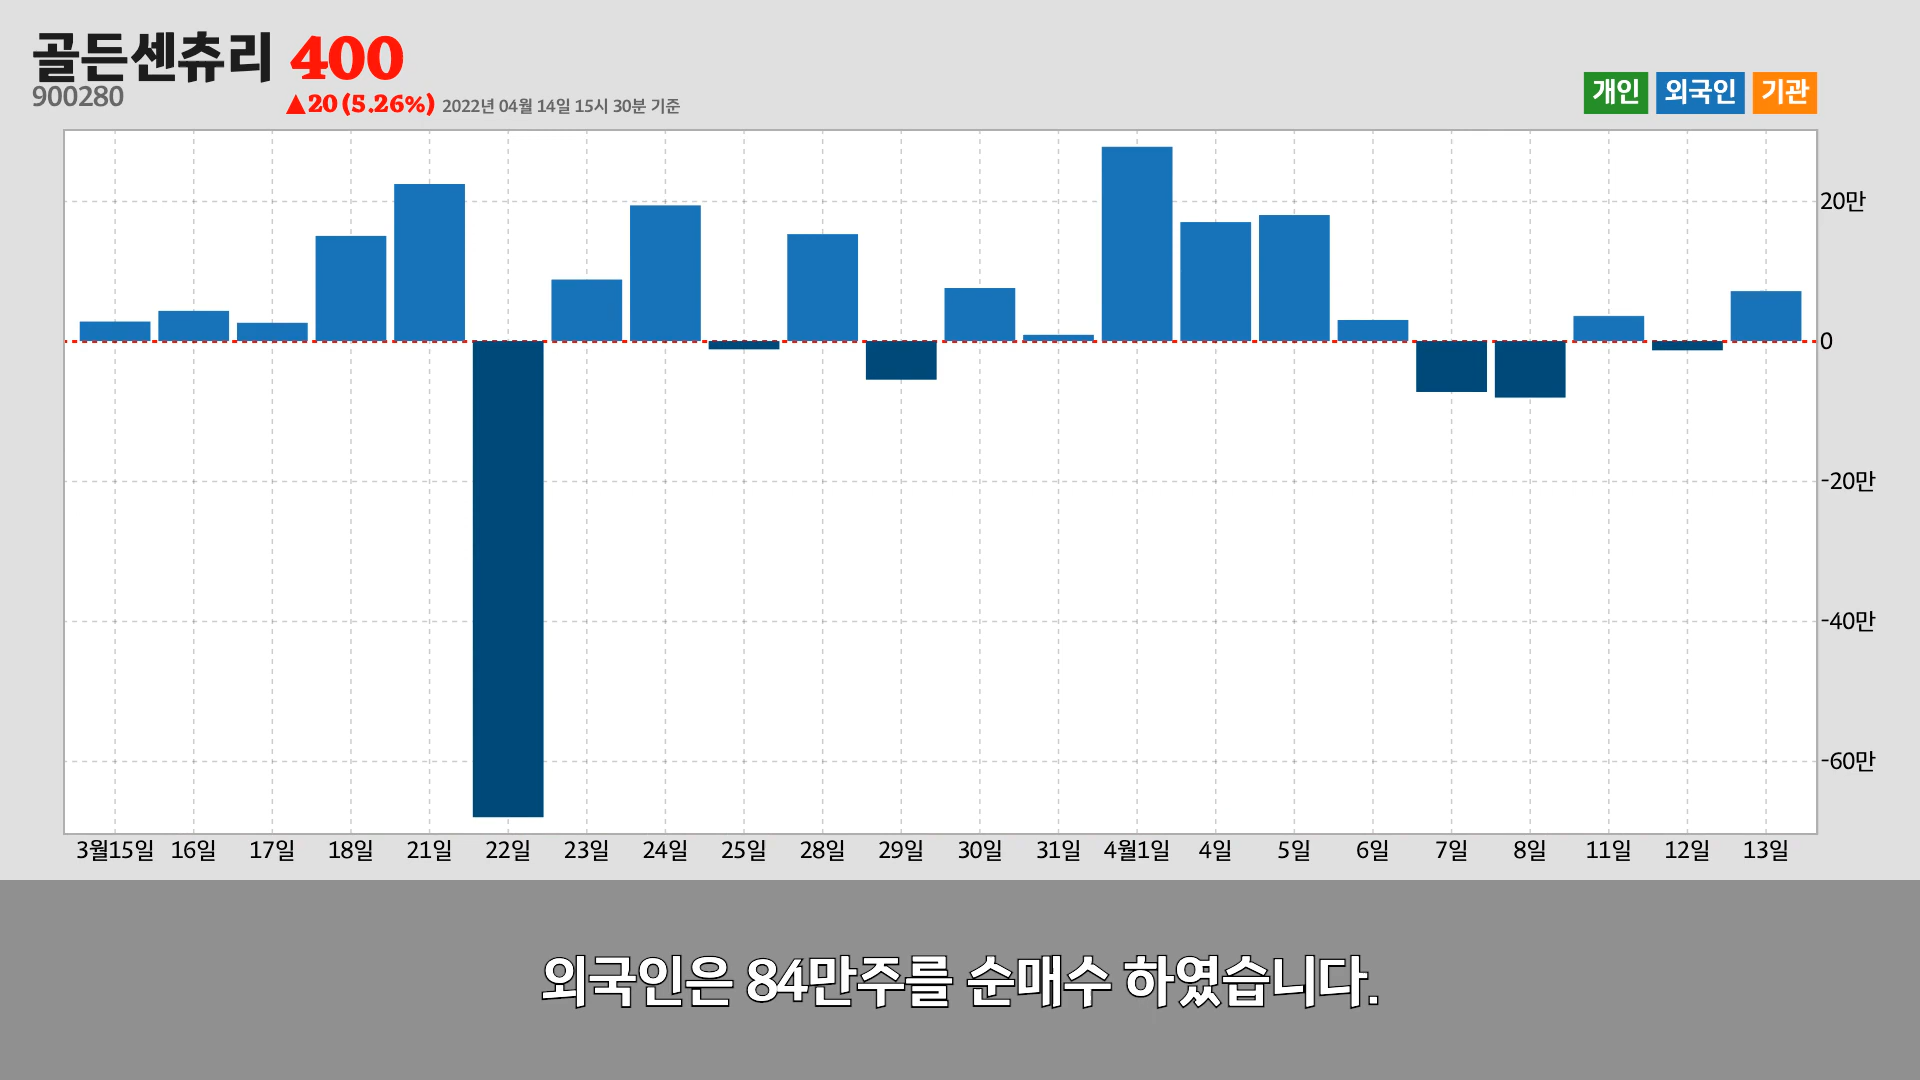 골든센츄리 400
900280
▲20 (5.26%) 2022년 04월 14일 15시 30분 기준
개인 외국인 기관
20만
0
-20만
-40만
-60만
3월15일 16일 17일 18일 21일 22일 23일 24일 25일 28일 29일 30일 31일 4월1일 4일 5일 6일 7일 8일 11일 12일 13일
외국인은 84만주를 순매수 하였습니다.